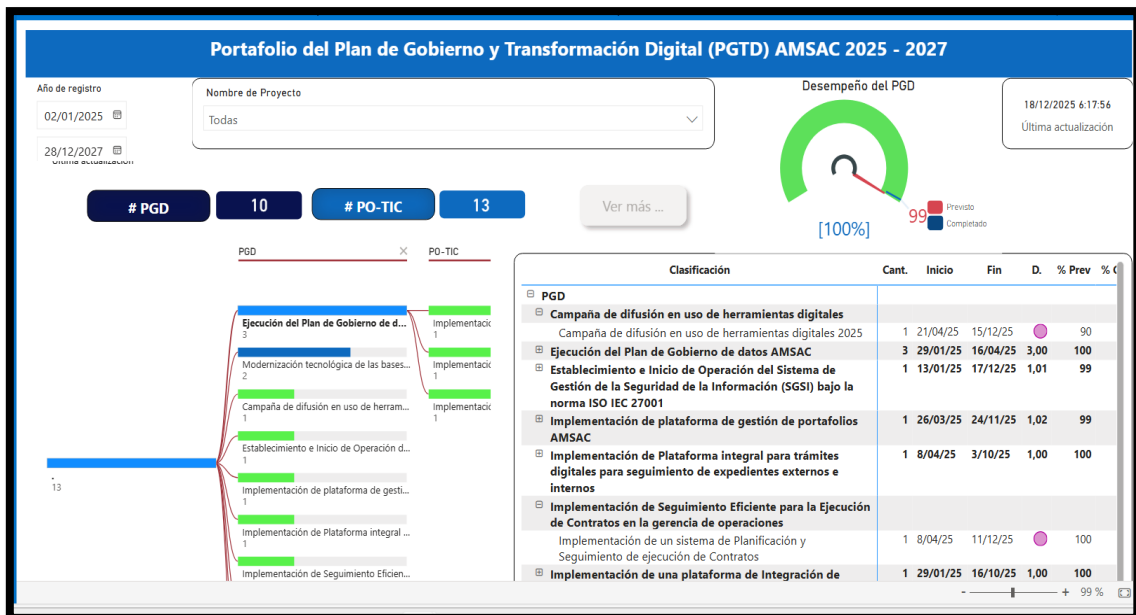 Portafolio del Plan de Gobierno y Transformación Digital (PGTD) AMSAC 2025 - 2027
Año de registro
02/01/2025
28/12/2027
Última actualización
Nombre de Proyecto
Todas
Desempeño del PGD
99
[100%]
Previsto
Completado
18/12/2025 6:17:56
Última actualización
# PGD
10
# PO-TIC
13
Ver más ...
PGD
PO-TIC
.
13
Ejecución del Plan de Gobierno de d...
3
Modernización tecnológica de las bases...
2
Campaña de difusión en uso de herram...
1
Establecimiento e Inicio de Operación d...
1
Implementación de plataforma de gesti...
1
Implementación de Plataforma integral ...
1
Implementación de Seguimiento Eficien...
Implementació
1
Implementació
1
Implementació
1
Clasificación Cant. Inicio Fin D. % Prev % C
PGD
Campaña de difusión en uso de herramientas digitales
Campaña de difusión en uso de herramientas digitales 2025 1 21/04/25 15/12/25 90
Ejecución del Plan de Gobierno de datos AMSAC 3 29/01/25 16/04/25 3,00 100
Establecimiento e Inicio de Operación del Sistema de 1 13/01/25 17/12/25 1,01 99
Gestión de la Seguridad de la Información (SGSI) bajo la
norma ISO IEC 27001
Implementación de plataforma de gestión de portafolios 1 26/03/25 24/11/25 1,02 99
AMSAC
Implementación de Plataforma integral para trámites 1 8/04/25 3/10/25 1,00 100
digitales para seguimiento de expedientes externos e
internos
Implementación de Seguimiento Eficiente para la Ejecución
de Contratos en la gerencia de operaciones
Implementación de un sistema de Planificación y 1 8/04/25 11/12/25 100
Seguimiento de ejecución de Contratos
Implementación de una plataforma de Integración de 1 29/01/25 16/10/25 1,00 100
- + 99 %